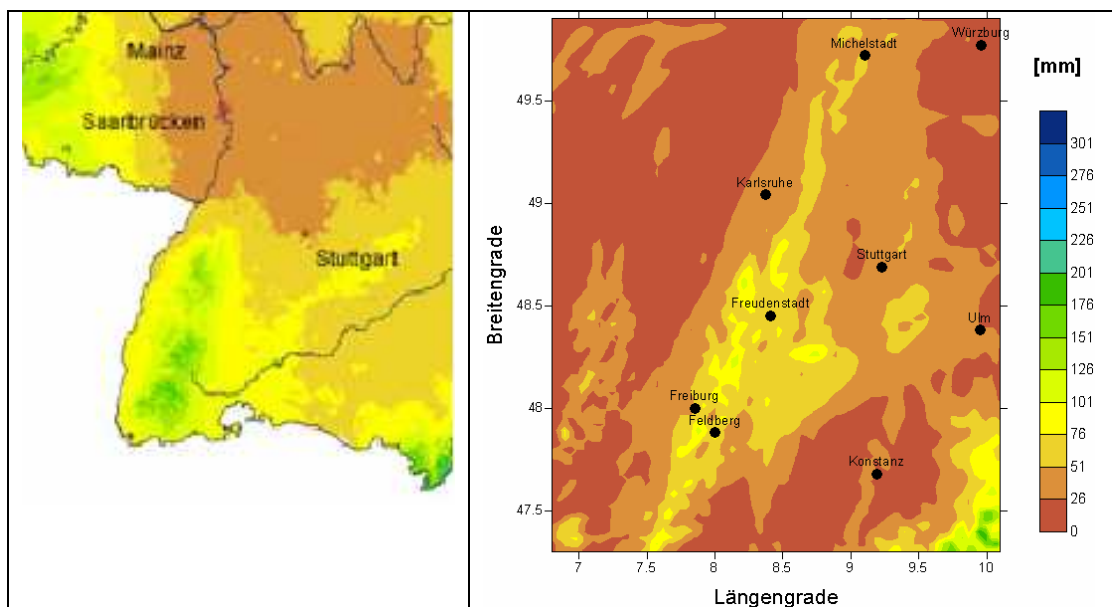 Mainz
Saarbrücken
Stuttgart
Michelstadt
Würzburg
Karlsruhe
Stuttgart
Freudenstadt
Ulm
Freiburg
Feldberg
Konstanz
49.5
49
48.5
48
47.5
Breitengrade
7
7.5
8
8.5
9
9.5
10
Längengrade
[mm]
301
276
251
226
201
176
151
126
101
76
51
26
0